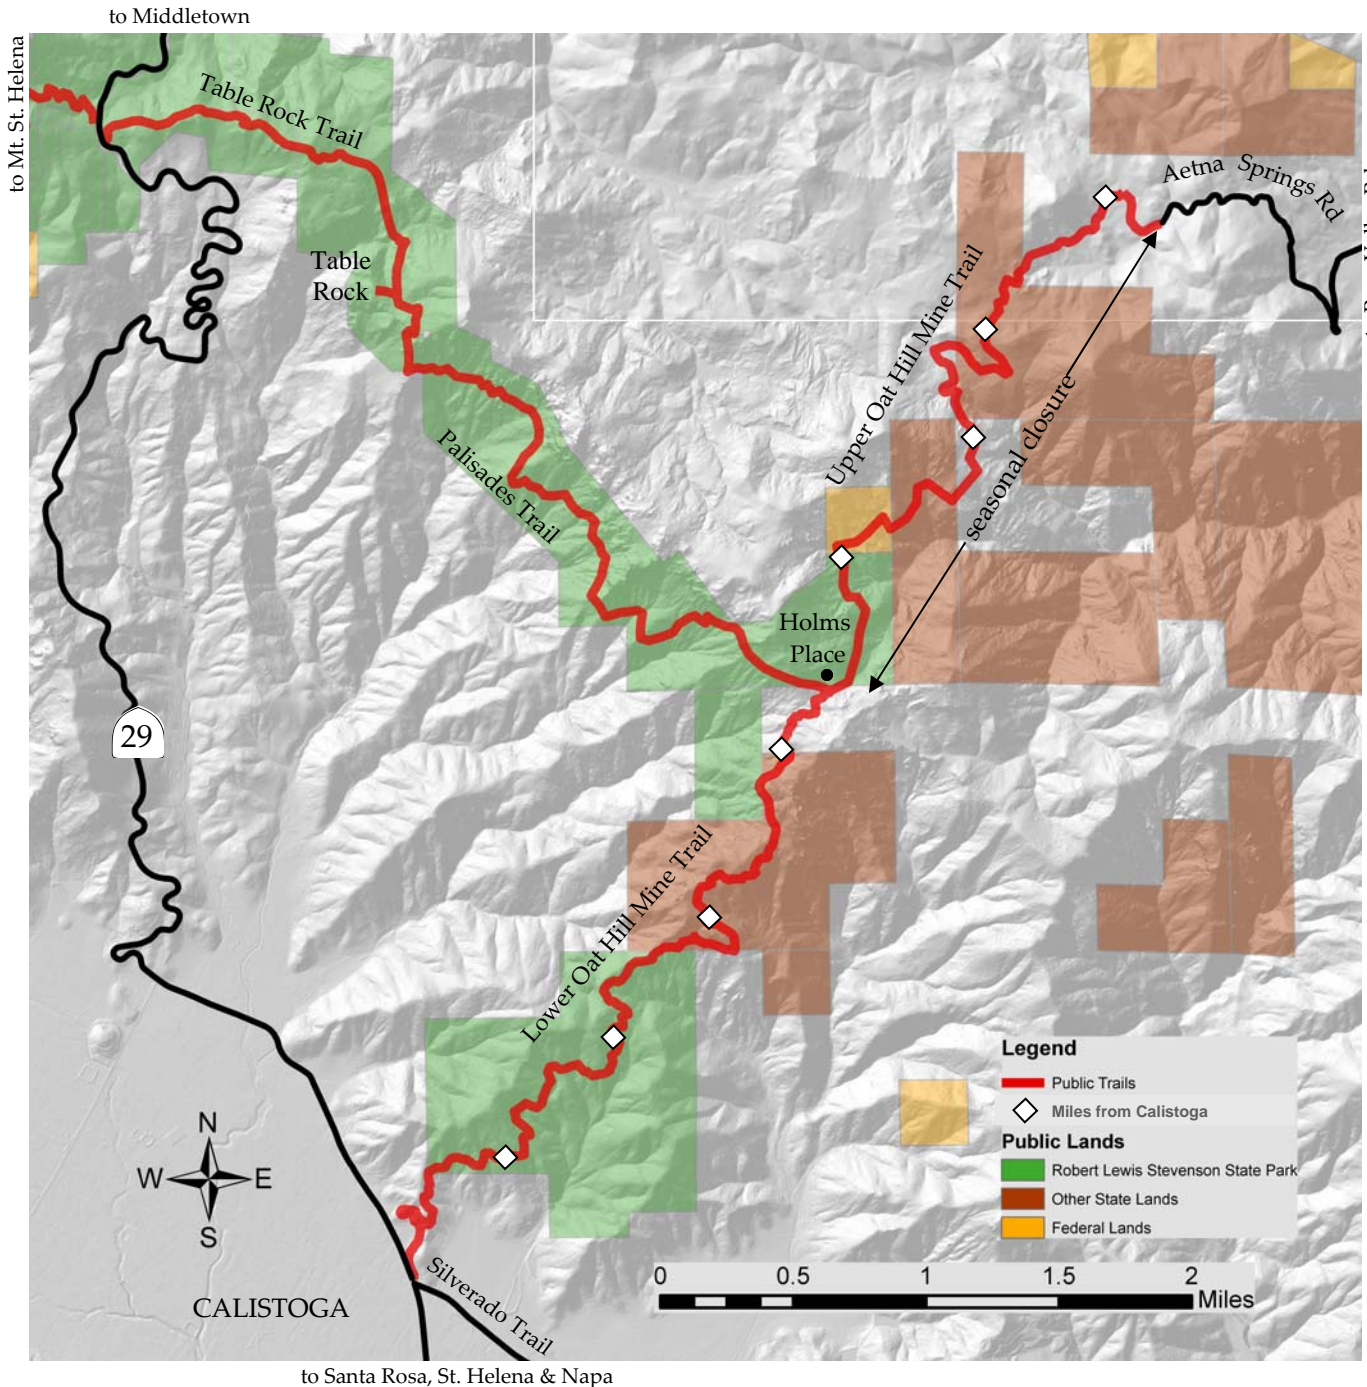 to Middletown
to Mt. St. Helena
Table Rock Trail
Aetna Springs Rd
Table
Rock
Upper Oat Hill Mine Trail
seasonal closure
Palisades Trail
Holms
Place
29
Lower Oat Hill Mine Trail
Legend
Public Trails
Miles from Calistoga
Public Lands
Robert Lewis Stevenson State Park
Other State Lands
Federal Lands
N
W E
S
0 0.5 1 1.5 2
Miles
Silverado Trail
CALISTOGA
to Santa Rosa, St. Helena & Napa